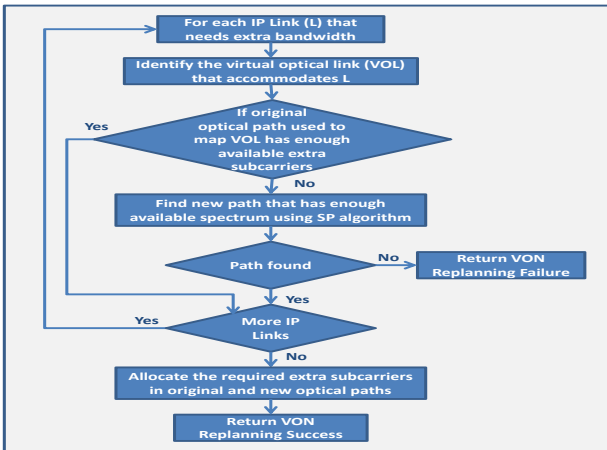 For each IP Link (L) that
needs extra bandwidth
Identify the virtual optical link (VOL)
that accommodates L
If original
optical path used to
map VOL has enough
available extra
subcarriers
Yes
No
Find new path that has enough
available spectrum using SP algorithm
Path found
No
Return VON
Replanning Failure
Yes
More IP
Links
Yes
No
Allocate the required extra subcarriers
in original and new optical paths
Return VON
Replanning Success